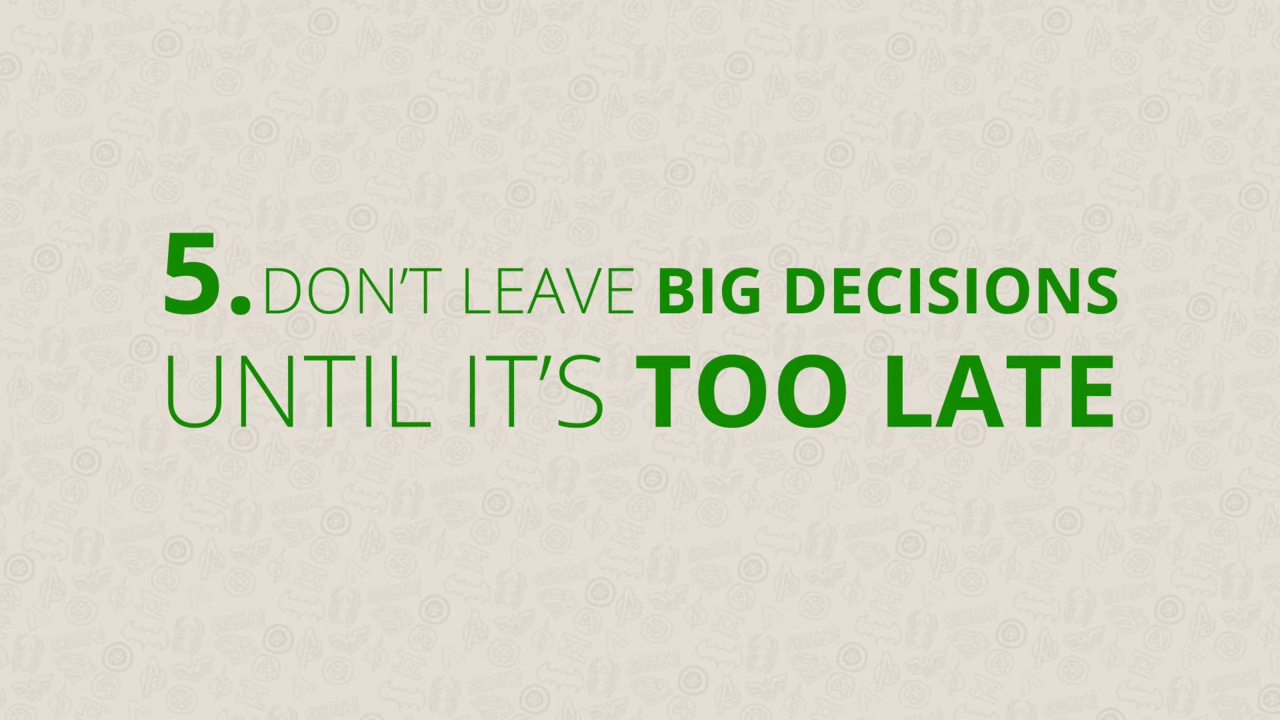 5. DON’T LEAVE BIG DECISIONS
UNTIL IT’S TOO LATE